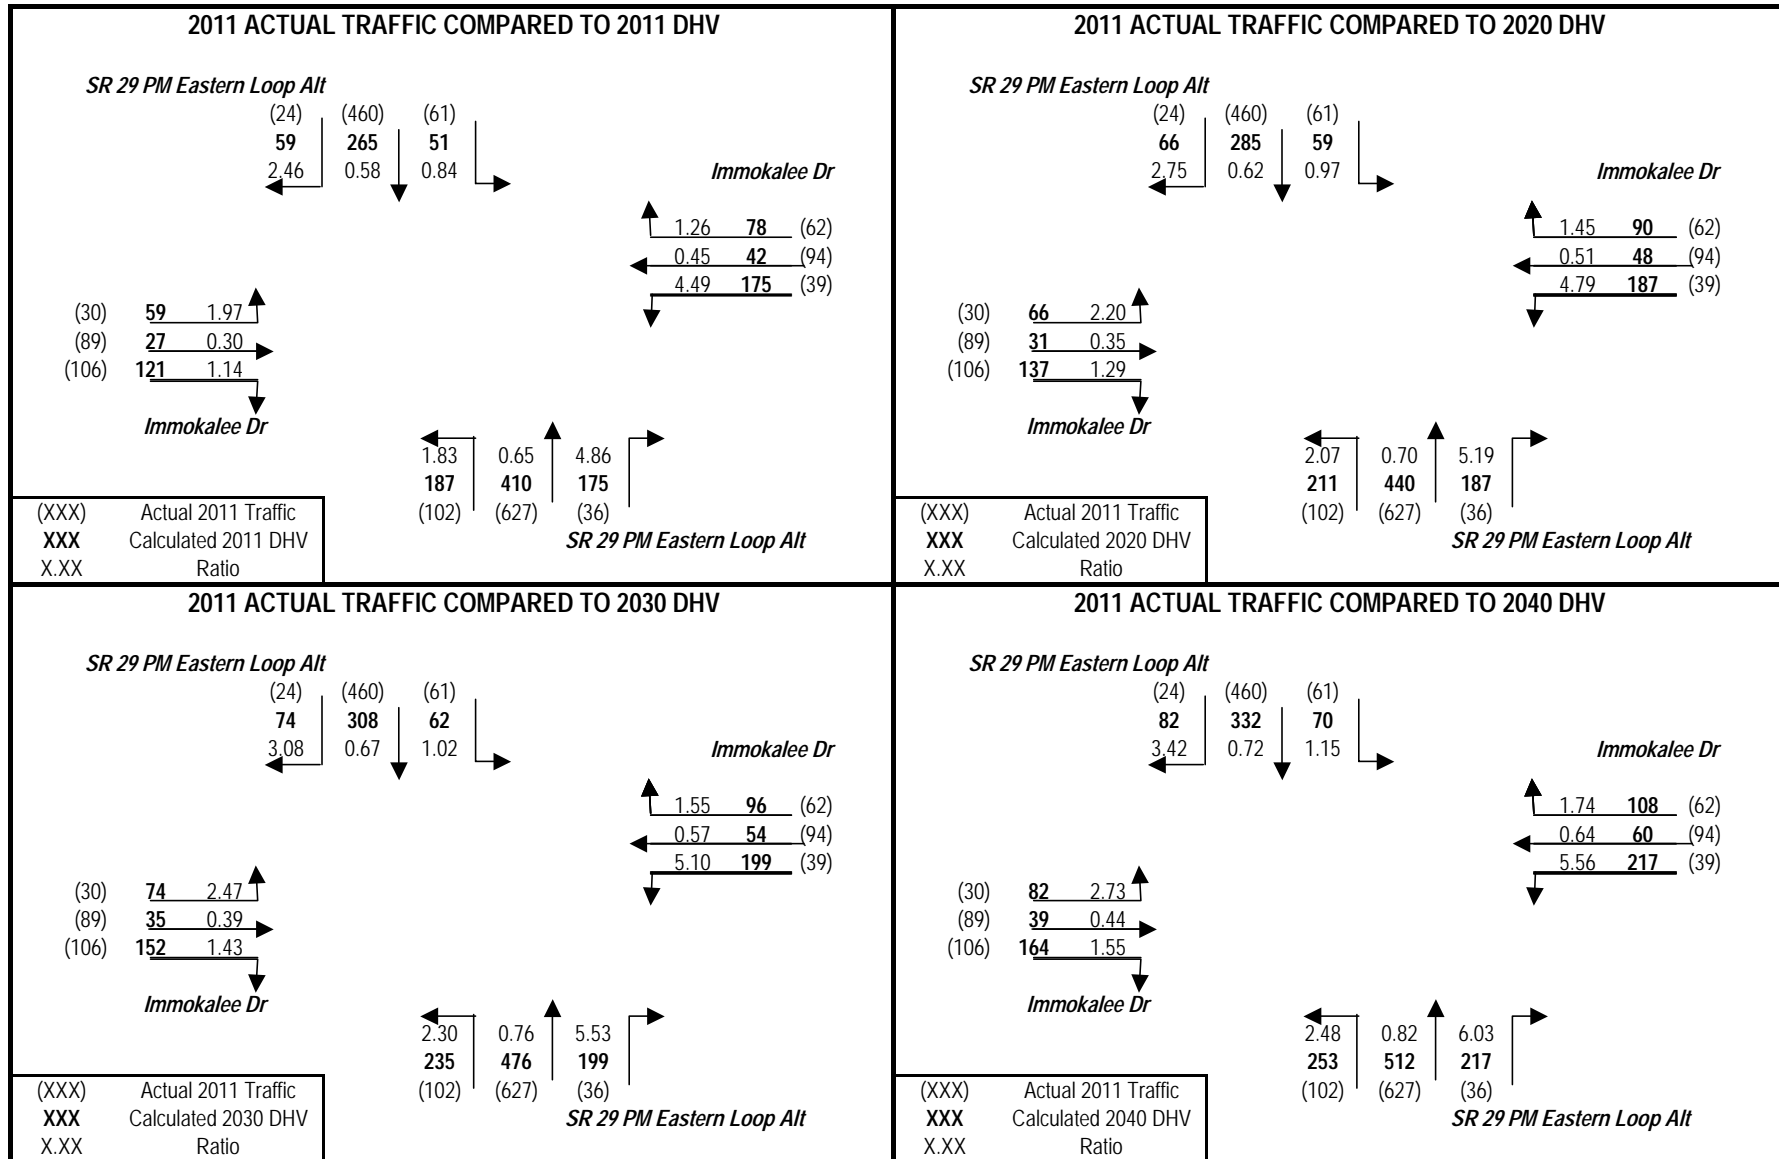 2011 ACTUAL TRAFFIC COMPARED TO 2011 DHV
SR 29 PM Eastern Loop Alt
(24) (460) (61)
59 265 51
2.46 0.58 0.84
Immokalee Dr
1.26 78 (62)
0.45 42 (94)
4.49 175 (39)
(30) 59 1.97
(89) 27 0.30
(106) 121 1.14
Immokalee Dr
1.83 0.65 4.86
187 410 175
(102) (627) (36)
SR 29 PM Eastern Loop Alt
(XXX) Actual 2011 Traffic
XXX Calculated 2011 DHV
X.XX Ratio
2011 ACTUAL TRAFFIC COMPARED TO 2020 DHV
SR 29 PM Eastern Loop Alt
(24) (460) (61)
66 285 59
2.75 0.62 0.97
Immokalee Dr
1.45 90 (62)
0.51 48 (94)
4.79 187 (39)
(30) 66 2.20
(89) 31 0.35
(106) 137 1.29
Immokalee Dr
2.07 0.70 5.19
211 440 187
(102) (627) (36)
SR 29 PM Eastern Loop Alt
(XXX) Actual 2011 Traffic
XXX Calculated 2020 DHV
X.XX Ratio
2011 ACTUAL TRAFFIC COMPARED TO 2030 DHV
SR 29 PM Eastern Loop Alt
(24) (460) (61)
74 308 62
3.08 0.67 1.02
Immokalee Dr
1.55 96 (62)
0.57 54 (94)
5.10 199 (39)
(30) 74 2.47
(89) 35 0.39
(106) 152 1.43
Immokalee Dr
2.30 0.76 5.53
235 476 199
(102) (627) (36)
SR 29 PM Eastern Loop Alt
(XXX) Actual 2011 Traffic
XXX Calculated 2030 DHV
X.XX Ratio
2011 ACTUAL TRAFFIC COMPARED TO 2040 DHV
SR 29 PM Eastern Loop Alt
(24) (460) (61)
82 332 70
3.42 0.72 1.15
Immokalee Dr
1.74 108 (62)
0.64 60 (94)
5.56 217 (39)
(30) 82 2.73
(89) 39 0.44
(106) 164 1.55
Immokalee Dr
2.48 0.82 6.03
253 512 217
(102) (627) (36)
SR 29 PM Eastern Loop Alt
(XXX) Actual 2011 Traffic
XXX Calculated 2040 DHV
X.XX Ratio